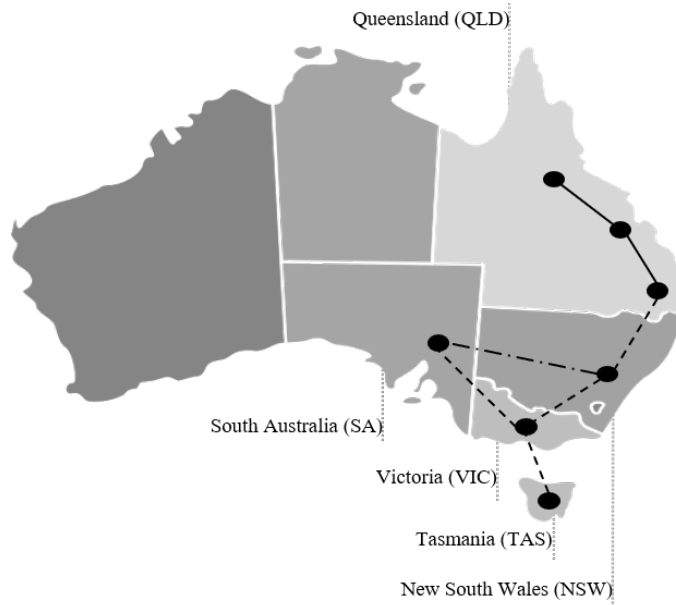 Queensland (QLD)
South Australia (SA)
Victoria (VIC)
Tasmania (TAS)
New South Wales (NSW)